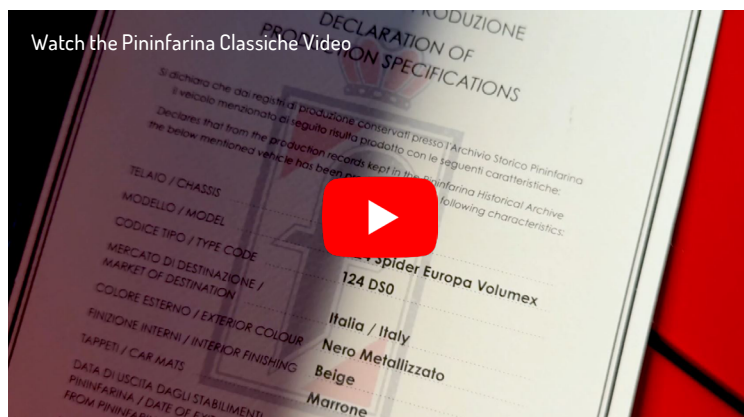 Watch the Pininfarina Classiche Video
PRODUZIONE
DECLARATION OF
PRODUCTION SPECIFICATIONS
Si dichiara che dai registri di produzione conservati presso l'Archivio Storico Pininfarina
il veicolo menzionato di seguito risulta prodotto con le seguenti caratteristiche:
Declares that from the production records kept in the Pininfarina Historical Archive
the below mentioned vehicle has been following characteristics:
TELAIO / CHASSIS
MODELLO / MODEL Spider Europa Volumex
CODICE TIPO / TYPE CODE 124 DS0
MERCATO DI DESTINAZIONE /
MARKET OF DESTINATION Italia / Italy
COLORE ESTERNO / EXTERIOR COLOUR Nero Metallizzato
FINIZIONE INTERNI / INTERIOR FINISHING Beige
TAPPETI / CAR MATS Marrone
DATA DI USCITA DAGLI STABILIMENTI
PININFARINA / DATE OF EXIT
FROM